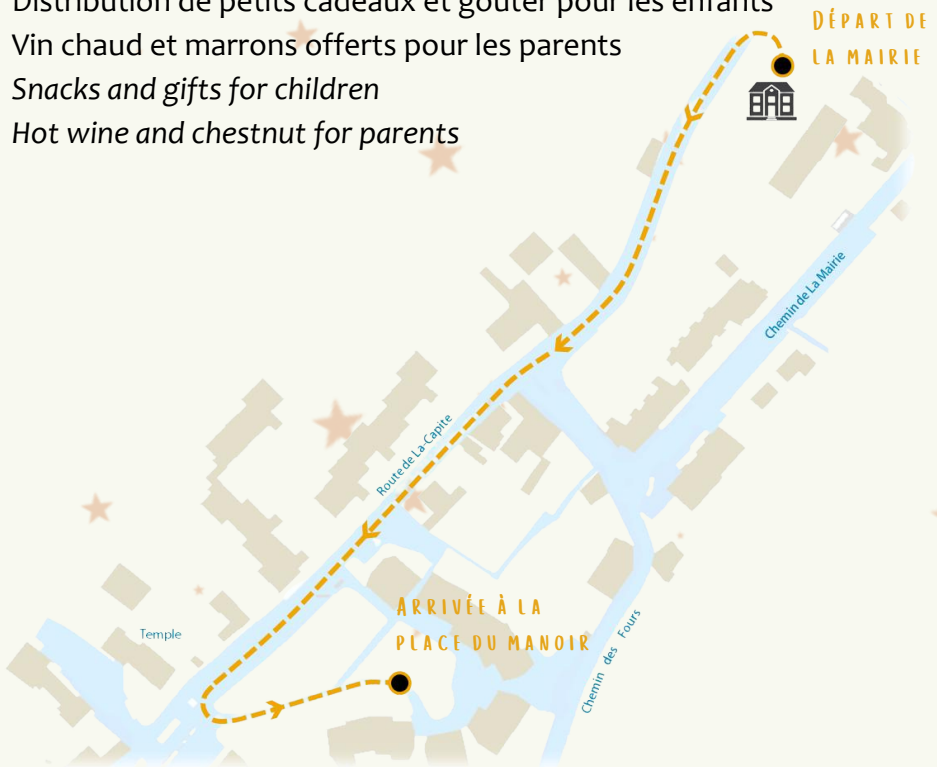 Distribution de petits cadeaux et goûter pour les enfants
Vin chaud et marrons offerts pour les parents
Snacks and gifts for children
Hot wine and chestnut for parents
DÉPART DE
LA MAIRIE
Chemin de La Mairie
Route de La-Capite
ARRIVÉE À LA
PLACE DU MANOIR
Temple
Chemin des Fours